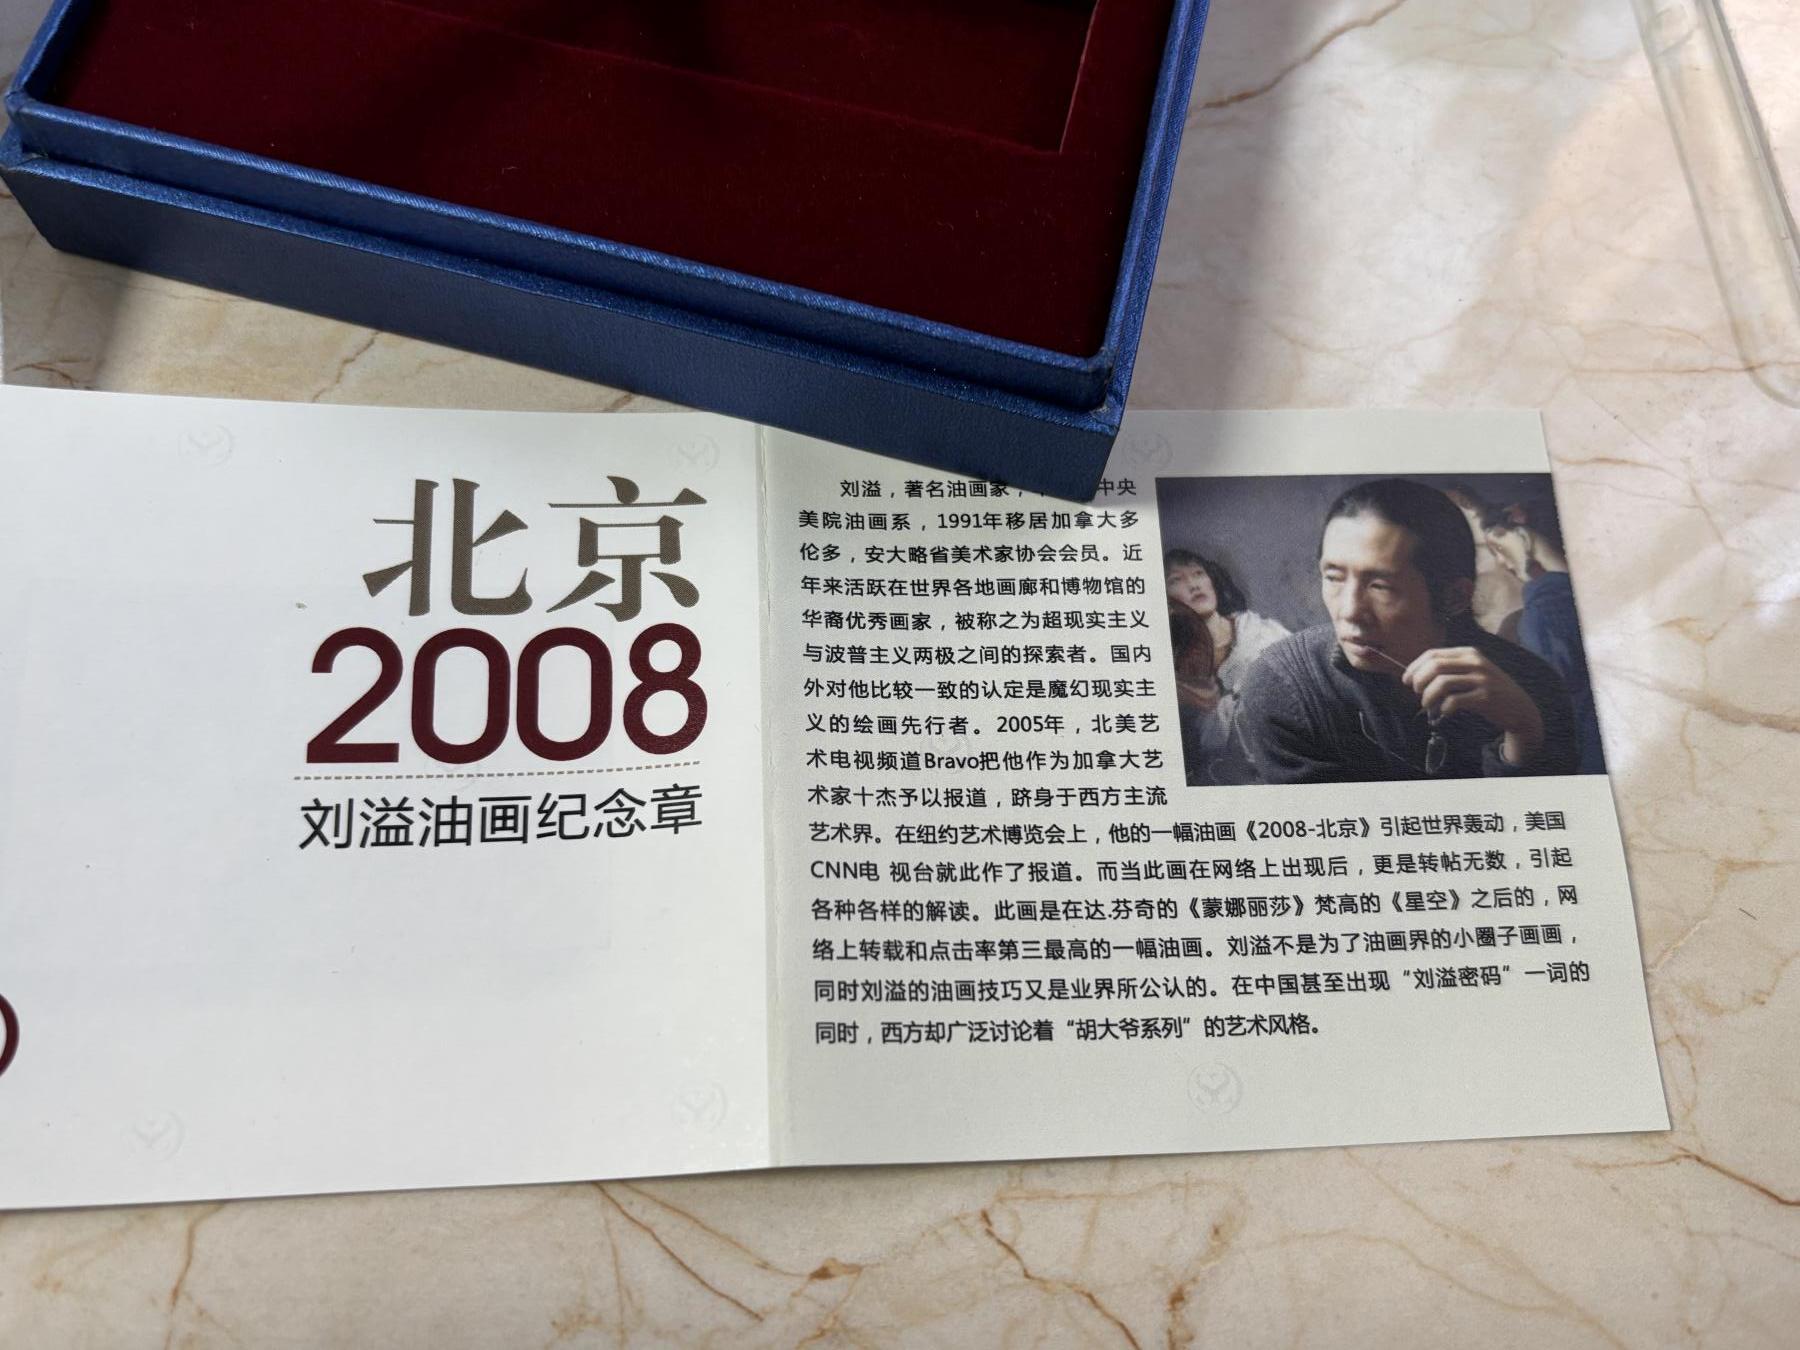 北京
2008
刘溢油画纪念章
刘溢，著名油画家， 中央
美院油画系，1991年移居加拿大多
伦多，安大略省美术家协会会员。近
年来活跃在世界各地画廊和博物馆的
华裔优秀画家，被称之为超现实主义
与波普主义两极之间的探索者。国内
外对他比较一致的认定是魔幻现实主
义的绘画先行者。2005年，北美艺
术电视频道Bravo把他作为加拿大艺
术家十杰予以报道，跻身于西方主流
艺术界。在纽约艺术博览会上，他的一幅油画《2008-北京》引起世界轰动，美国
CNN电 视台就此作了报道。而当此画在网络上出现后，更是转帖无数，引起
各种各样的解读。此画是在达.芬奇的《蒙娜丽莎》梵高的《星空》之后的，网
络上转载和点击率第三最高的一幅油画。刘溢不是为了油画界的小圈子画画，
同时刘溢的油画技巧又是业界所公认的。在中国甚至出现“刘溢密码”一词的
同时，西方却广泛讨论着“胡大爷系列”的艺术风格。